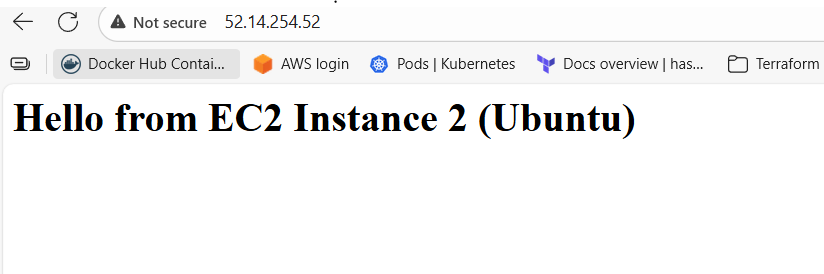 Not secure 52.14.254.52
Docker Hub Contai... AWS login Pods | Kubernetes Docs overview | has... Terraform
Hello from EC2 Instance 2 (Ubuntu)